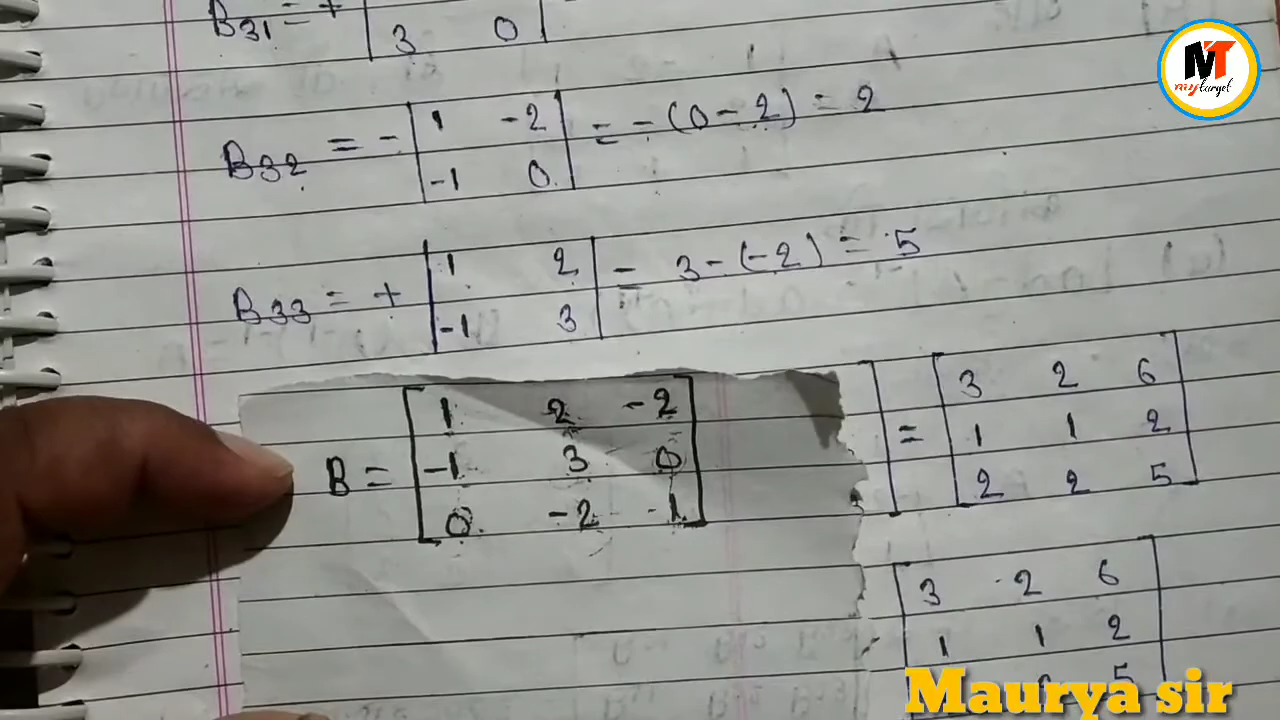 B31 = +
3 0
MT
my target
B32 = - | 1 -2 | = -(0 - 2) = 2
| -1 0 |
B33 = + | 1 2 | = 3 - (-2) = 5
| -1 3 |
B = [ 1 2 -2 ] ] = [ 3 2 6 ]
[ -1 3 0 ] [ 1 1 2 ]
[ 0 -2 -1 ] [ 2 2 5 ]
[ 3 2 6 ]
[ 1 1 2 ]
5
Maurya sir